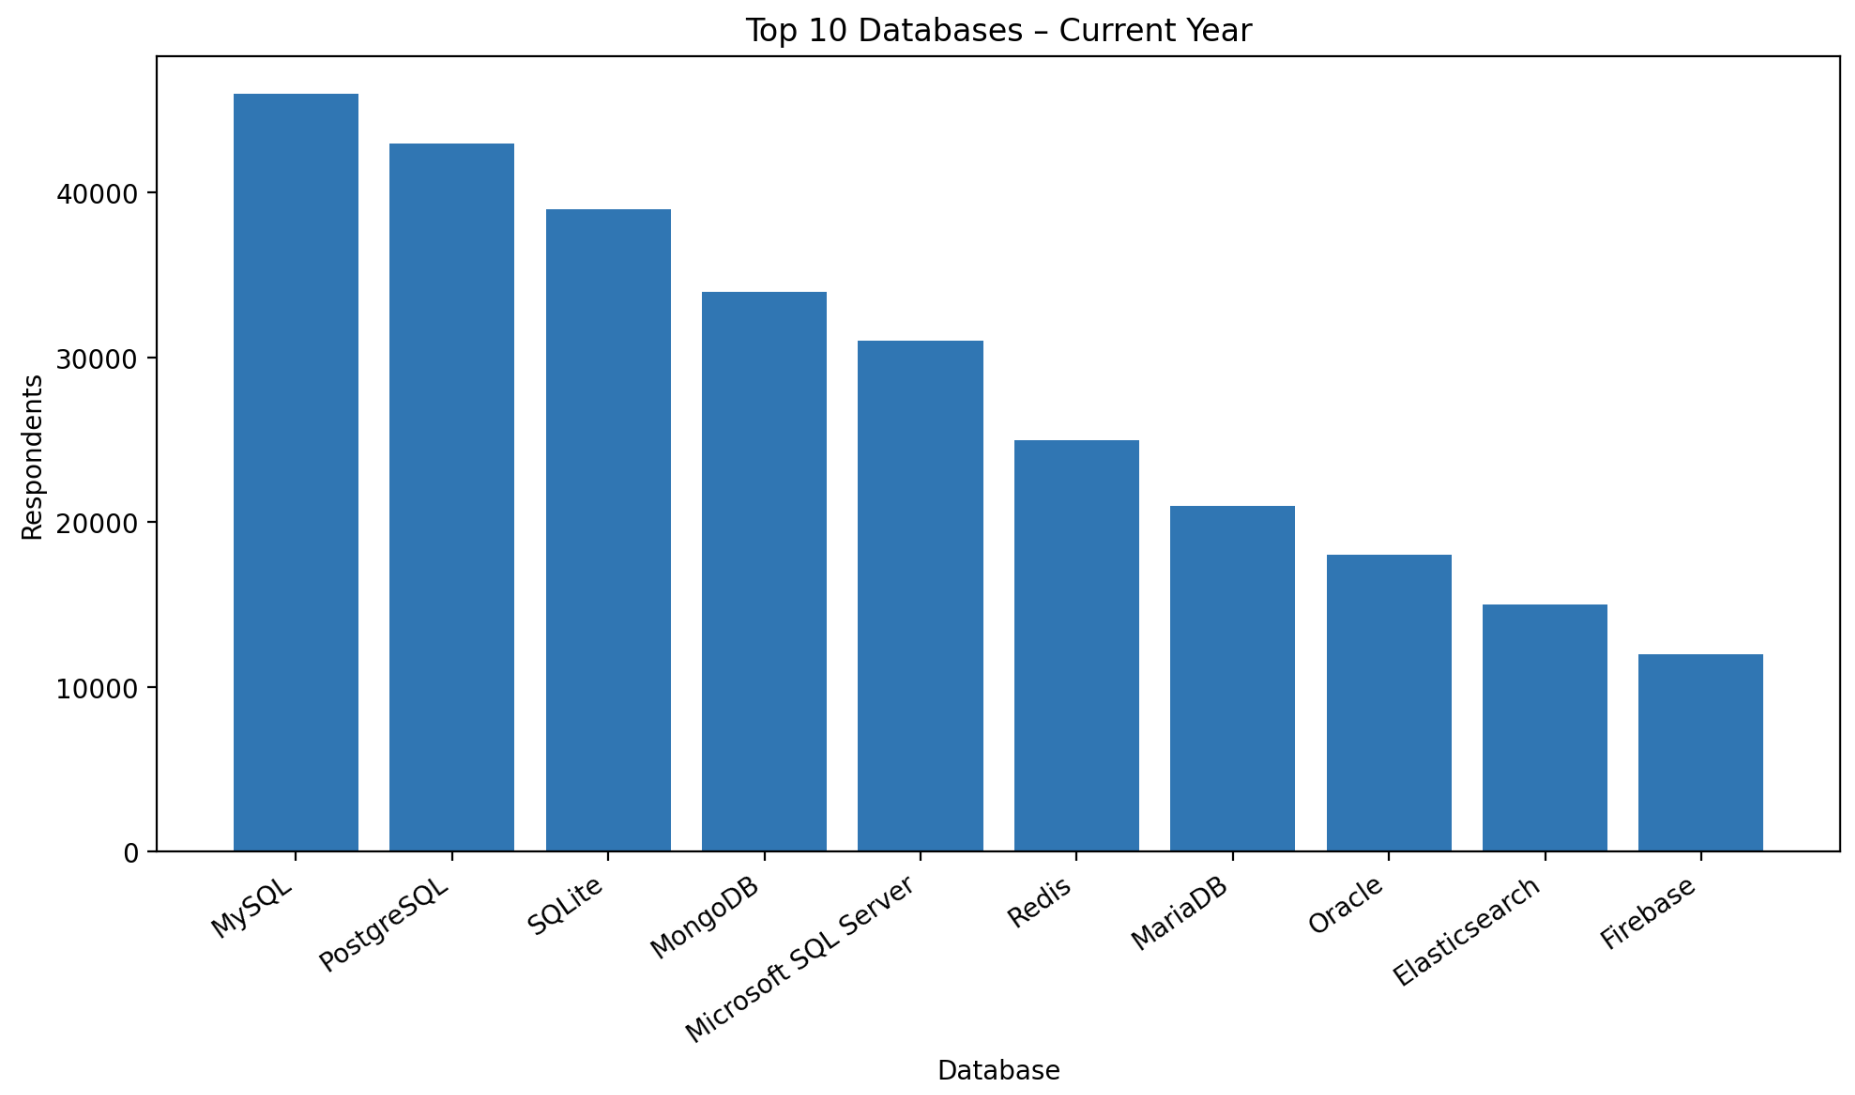 Top 10 Databases – Current Year
Respondents
40000
30000
20000
10000
0
MySQL
PostgreSQL
SQLite
MongoDB
Microsoft SQL Server
Redis
MariaDB
Oracle
Elasticsearch
Firebase
Database